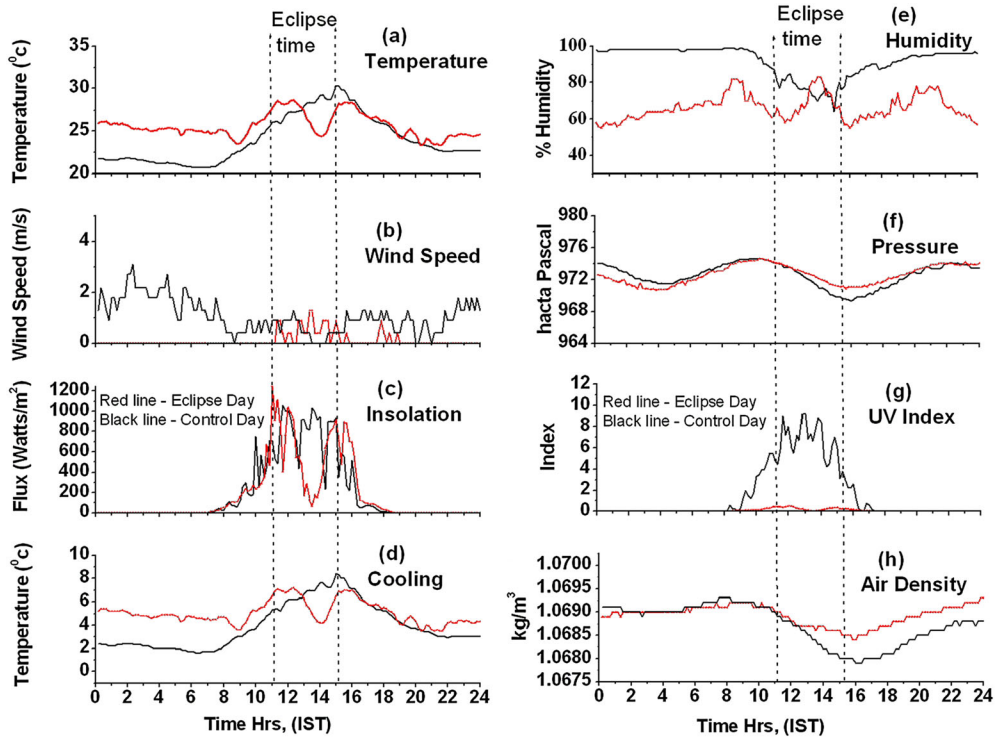 Eclipse
time
(a)
Temperature
Temperature (⁰c)
35
30
25
20
(b)
Wind Speed
Wind Speed (m/s)
4
2
0
Red line - Eclipse Day
Black line - Control Day
(c)
Insolation
Flux (Watts/m²)
1200
1000
800
600
400
200
0
(d)
Cooling
Temperature (⁰c)
10
8
6
4
2
0
0 2 4 6 8 10 12 14 16 18 20 22 24
Time Hrs, (IST)
Eclipse
time
(e)
Humidity
% Humidity
100
80
60
40
(f)
Pressure
hacta Pascal
980
976
972
968
964
Red line - Eclipse Day
Black line - Control Day
(g)
UV Index
Index
12
10
8
6
4
2
0
(h)
Air Density
kg/m³
1.0700
1.0695
1.0690
1.0685
1.0680
1.0675
0 2 4 6 8 10 12 14 16 18 20 22 24
Time Hrs, (IST)